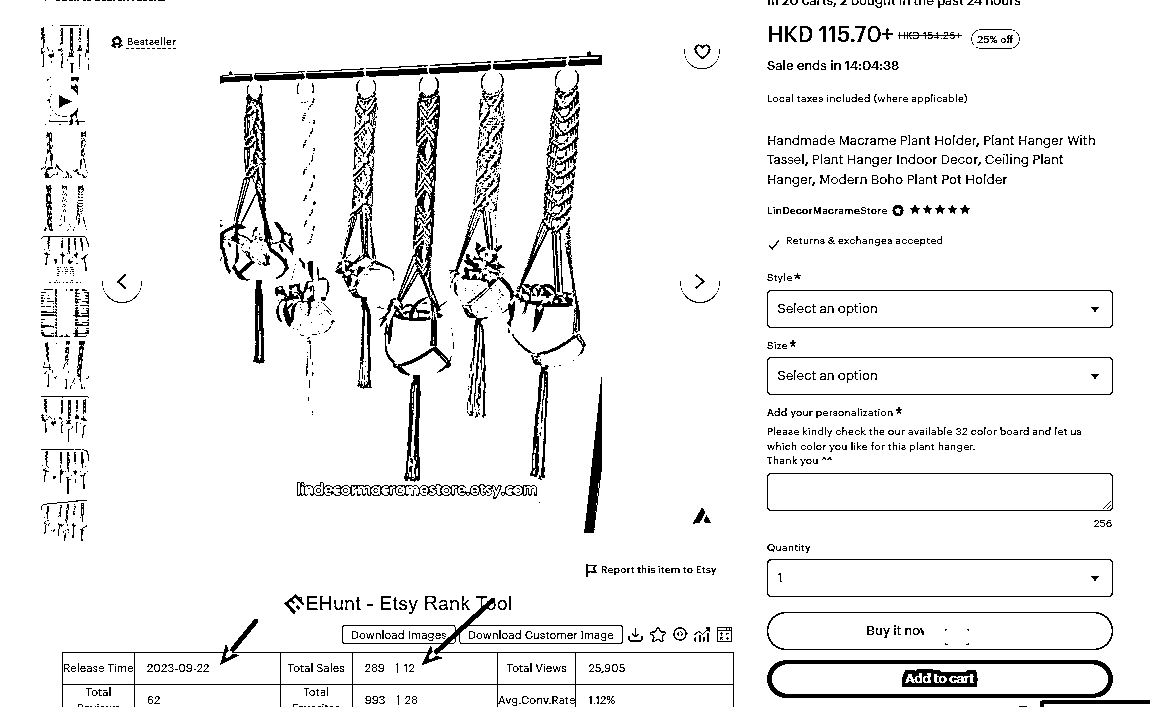 in 20 carts, 2 bought in the past 24 hours
Bestseller
HKD 115.70+ HKD 154.26+ 25% off
Sale ends in 14:04:38
Local taxes included (where applicable)
Handmade Macrame Plant Holder, Plant Hanger With
Tassel, Plant Hanger Indoor Decor, Ceiling Plant
Hanger, Modern Boho Plant Pot Holder
LinDecorMacrameStore
Returns & exchanges accepted
Style*
Select an option
Size*
Select an option
Add your personalization*
Please kindly check the our available 32 color board and let us
which color you like for this plant hanger.
Thank you ^^
256
Quantity
1
Buy it now
Add to cart
lindecormacramestore.etsy.com
Report this item to Etsy
EHunt - Etsy Rank Tool
Download Images Download Customer Image
Release Time 2023-09-22 Total Sales 289 | 12 Total Views 25,905
Total 62 Total 993 | 28 Avg.Conv.Rate 1.12%